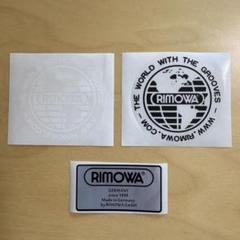 RIMOWA
THE WORLD WITH THE GROOVES - WWW.RIMOWA.COM -
RIMOWA
RIMOWA
GERMANY
since 1898
Made in Germany
by RIMOWA GmbH